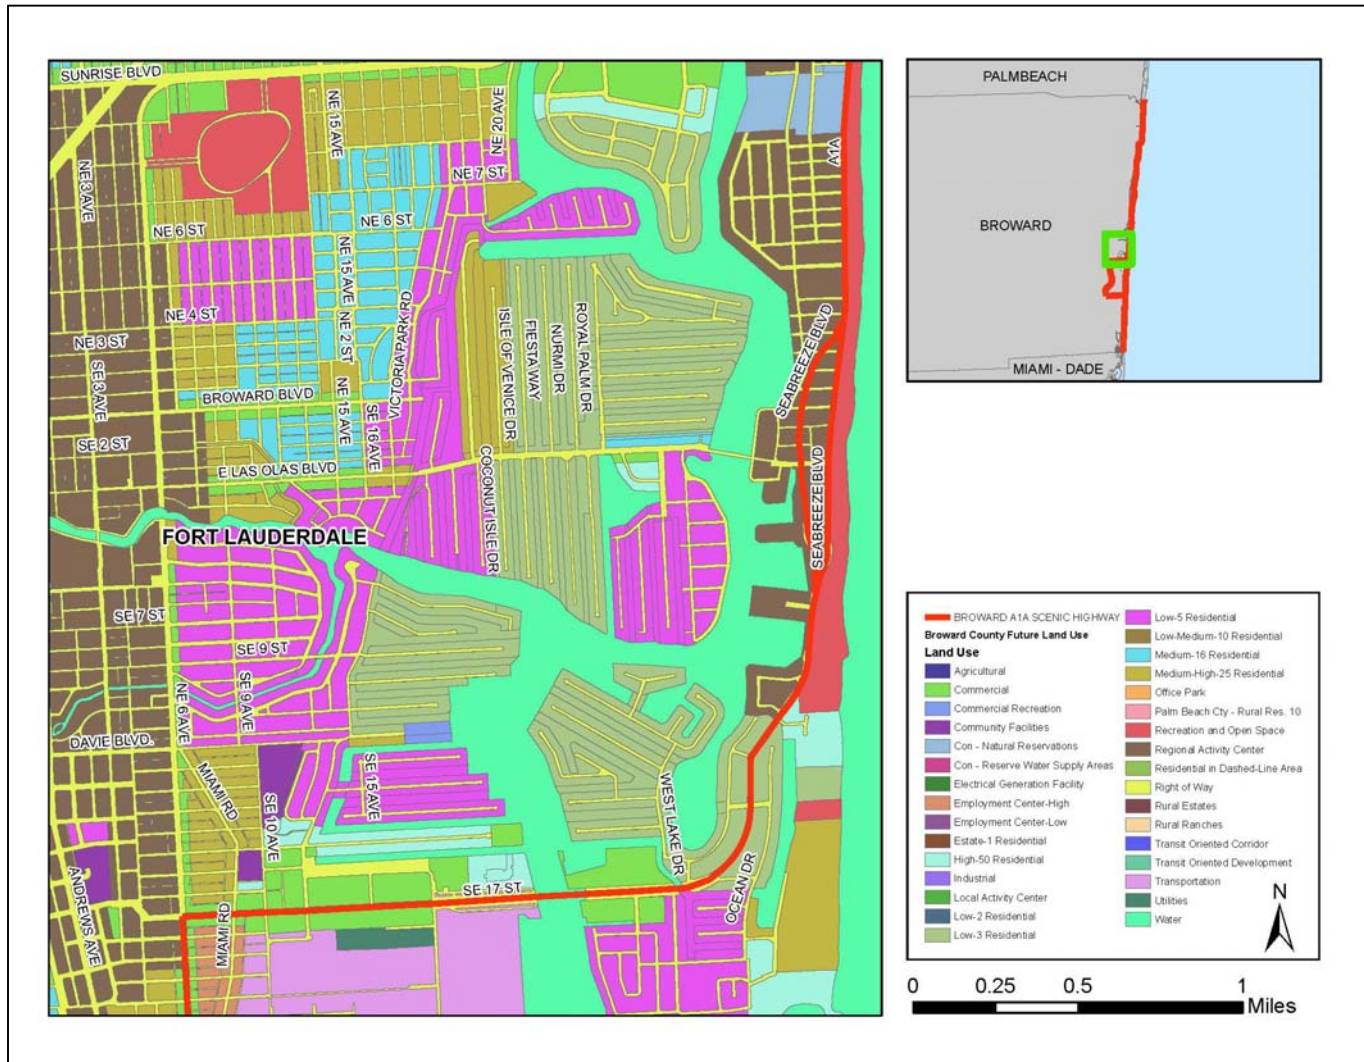 SUNRISE BLVD
NE 3 AVE
NE 15 AVE
NE 20 AVE
A1A
NE 7 ST
NE 6 ST
NE 6 ST
NE 15 AVE
NE 4 ST
NE 2 ST
NE 3 ST
SE 3 AVE
VICTORIA PARK RD
ISLE OF VENICE DR
FIESTA WAY
NURMI DR
ROYAL PALM DR
SEABREEZE BLVD
BROWARD BLVD
NE 15 AVE
SE 16 AVE
SE 2 ST
E LAS OLAS BLVD
COCONUT ISLE DR
SEABREEZE BLVD
FORT LAUDERDALE
SE 7 ST
SE 9 ST
NE 6 AVE
SE 9 AVE
DAVIE BLVD.
MIAMI RD
SE 10 AVE
SE 15 AVE
WEST LAKE DR
OCEAN DR
SE 17 ST
ANDREWS AVE
MIAMI RD
PALMBEACH
BROWARD
MIAMI - DADE
BROWARD A1A SCENIC HIGHWAY
Broward County Future Land Use
Land Use
Agricultural
Commercial
Commercial Recreation
Community Facilities
Con - Natural Reservations
Con - Reserve Water Supply Areas
Electrical Generation Facility
Employment Center-High
Employment Center-Low
Estate-1 Residential
High-50 Residential
Industrial
Local Activity Center
Low-2 Residential
Low-3 Residential
Low-5 Residential
Low-Medium-10 Residential
Medium-16 Residential
Medium-High-25 Residential
Office Park
Palm Beach Cty - Rural Res. 10
Recreation and Open Space
Regional Activity Center
Residential in Dashed-Line Area
Right of Way
Rural Estates
Rural Ranches
Transit Oriented Corridor
Transit Oriented Development
Transportation
Utilities
Water
N
0 0.25 0.5 1
Miles